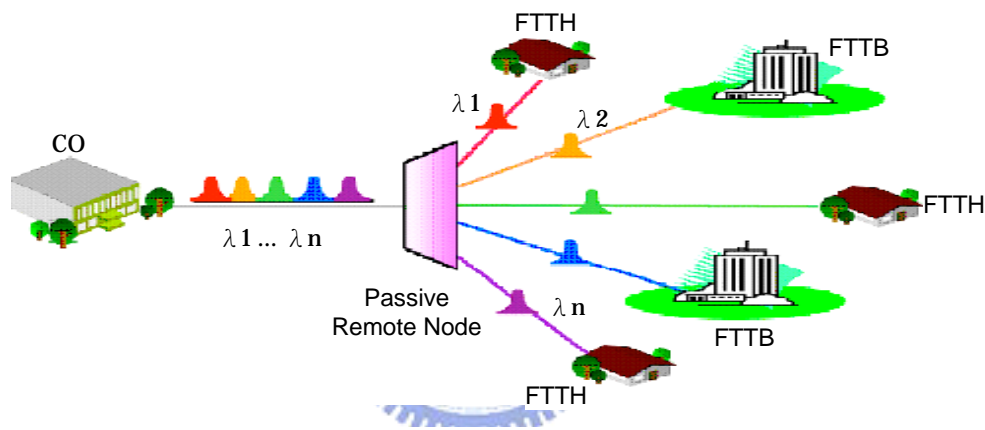 FTTH
FTTB
λ1
λ2
CO
FTTH
λ1... λn
Passive
Remote Node
λn
FTTB
FTTH